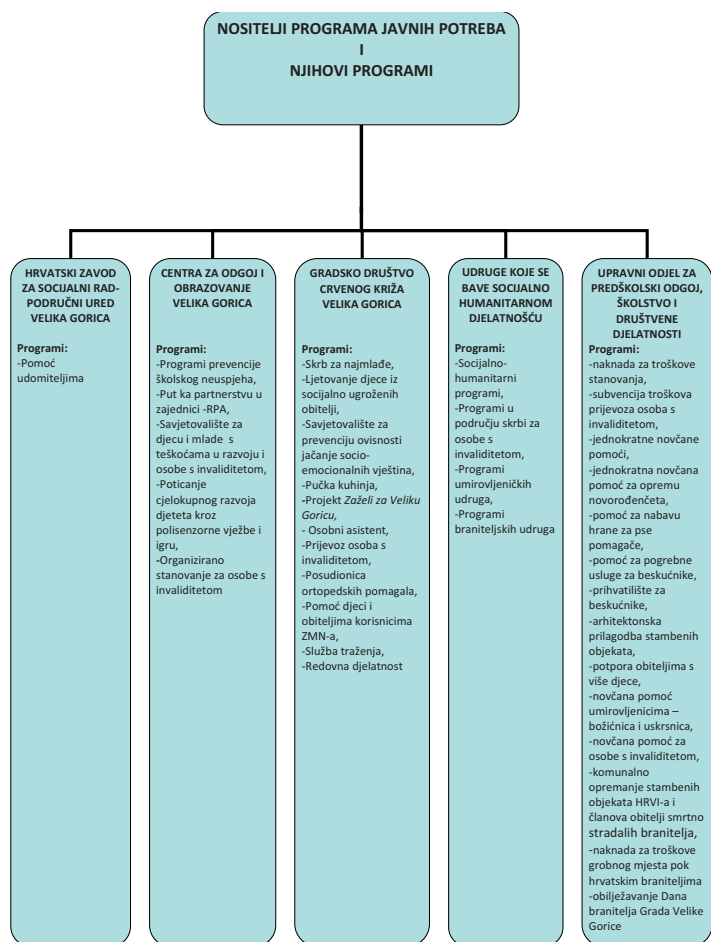 NOSITELJI PROGRAMA JAVNIH POTREBA
I
NJIHOVI PROGRAMI
HRVATSKI ZAVOD
ZA SOCIJALNI RAD-
PODRUČNI URED
VELIKA GORICA
Programi:
-Pomoć
udomiteljima
CENTRA ZA ODGOJ I
OBRAZOVANJE
VELIKA GORICA
Programi:
-Programi prevencije
školskog neuspjeha,
-Put ka partnerstvu u
zajednici -RPA,
-Savjetovalište za
djecu i mlade s
teškoćama u razvoju i
osobe s invaliditetom,
-Poticanje
cjelokupnog razvoja
djeteta kroz
polisenzorne vježbe i
igru,
-Organizirano
stanovanje za osobe s
invaliditetom
GRADSKO DRUŠTVO
CRVENOG KRIŽA
VELIKA GORICA
Programi:
-Skrb za najmlađe,
-Ljetovanje djece iz
socijalno ugroženih
obitelji,
-Savjetovalište za
prevenciju ovisnosti
jačanje socio-
emocionalnih vještina,
-Pučka kuhinja,
-Projekt Zaželi za Veliku
Goricu,
- Osobni asistent,
-Prijevoz osoba s
invaliditetom,
-Posudionica
ortopedskih pomagala,
-Pomoć djeci i
obiteljima korisnicima
ZMN-a,
-Služba traženja,
-Redovna djelatnost
UDRUGE KOJE SE
BAVE SOCIJALNO
HUMANITARNOM
DJELATNOŠĆU
Programi:
-Socijalno-
humanitarni
programi,
-Programi u
području skrbi za
osobe s
invaliditetom,
-Programi
umirovljeničkih
udruga,
-Programi
braniteljskih udruga
UPRAVNI ODJEL ZA
PREDŠKOLSKI ODGOJ,
ŠKOLSTVO I
DRUŠTVENE
DJELATNOSTI
Programi:
-naknada za troškove
stanovanja,
-subvencija troškova
prijevoza osoba s
invaliditetom,
-jednokratne novčane
pomoći,
-jednokratna novčana
pomoć za opremu
novorođenčeta,
-pomoć za nabavu
hrane za pse
pomagače,
-pomoć za pogrebne
usluge za beskućnike,
-prihvatilište za
beskućnike,
-arhitektonska
prilagodba stambenih
objekata,
-potpora obiteljima s
više djece,
-novčana pomoć
umirovljenicima –
božićnica i uskrsnica,
-novčana pomoć za
osobe s invaliditetom,
-komunalno
opremanje stambenih
objekata HRVI-a i
članova obitelji smrtno
stradalih branitelja,
-naknada za troškove
grobnog mjesta pok
hrvatskim braniteljima
-obilježavanje Dana
branitelja Grada Velike
Gorice